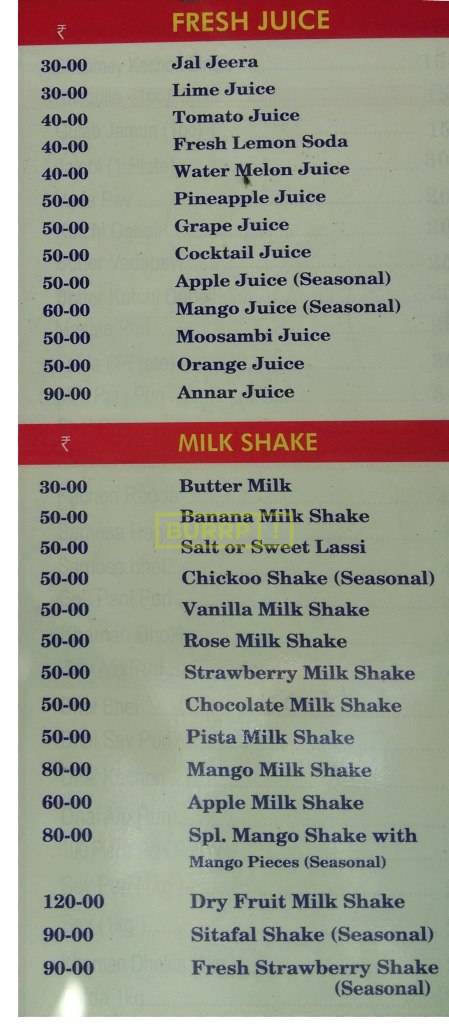 ₹ FRESH JUICE
30-00 Jal Jeera
30-00 Lime Juice
40-00 Tomato Juice
40-00 Fresh Lemon Soda
40-00 Water Melon Juice
50-00 Pineapple Juice
50-00 Grape Juice
50-00 Cocktail Juice
50-00 Apple Juice (Seasonal)
60-00 Mango Juice (Seasonal)
50-00 Moosambi Juice
50-00 Orange Juice
90-00 Annar Juice
₹ MILK SHAKE
30-00 Butter Milk
50-00 Banana Milk Shake
BURRP !
50-00 Salt or Sweet Lassi
50-00 Chickoo Shake (Seasonal)
50-00 Vanilla Milk Shake
50-00 Rose Milk Shake
50-00 Strawberry Milk Shake
50-00 Chocolate Milk Shake
50-00 Pista Milk Shake
80-00 Mango Milk Shake
60-00 Apple Milk Shake
80-00 Spl. Mango Shake with
Mango Pieces (Seasonal)
120-00 Dry Fruit Milk Shake
90-00 Sitafal Shake (Seasonal)
90-00 Fresh Strawberry Shake
(Seasonal)